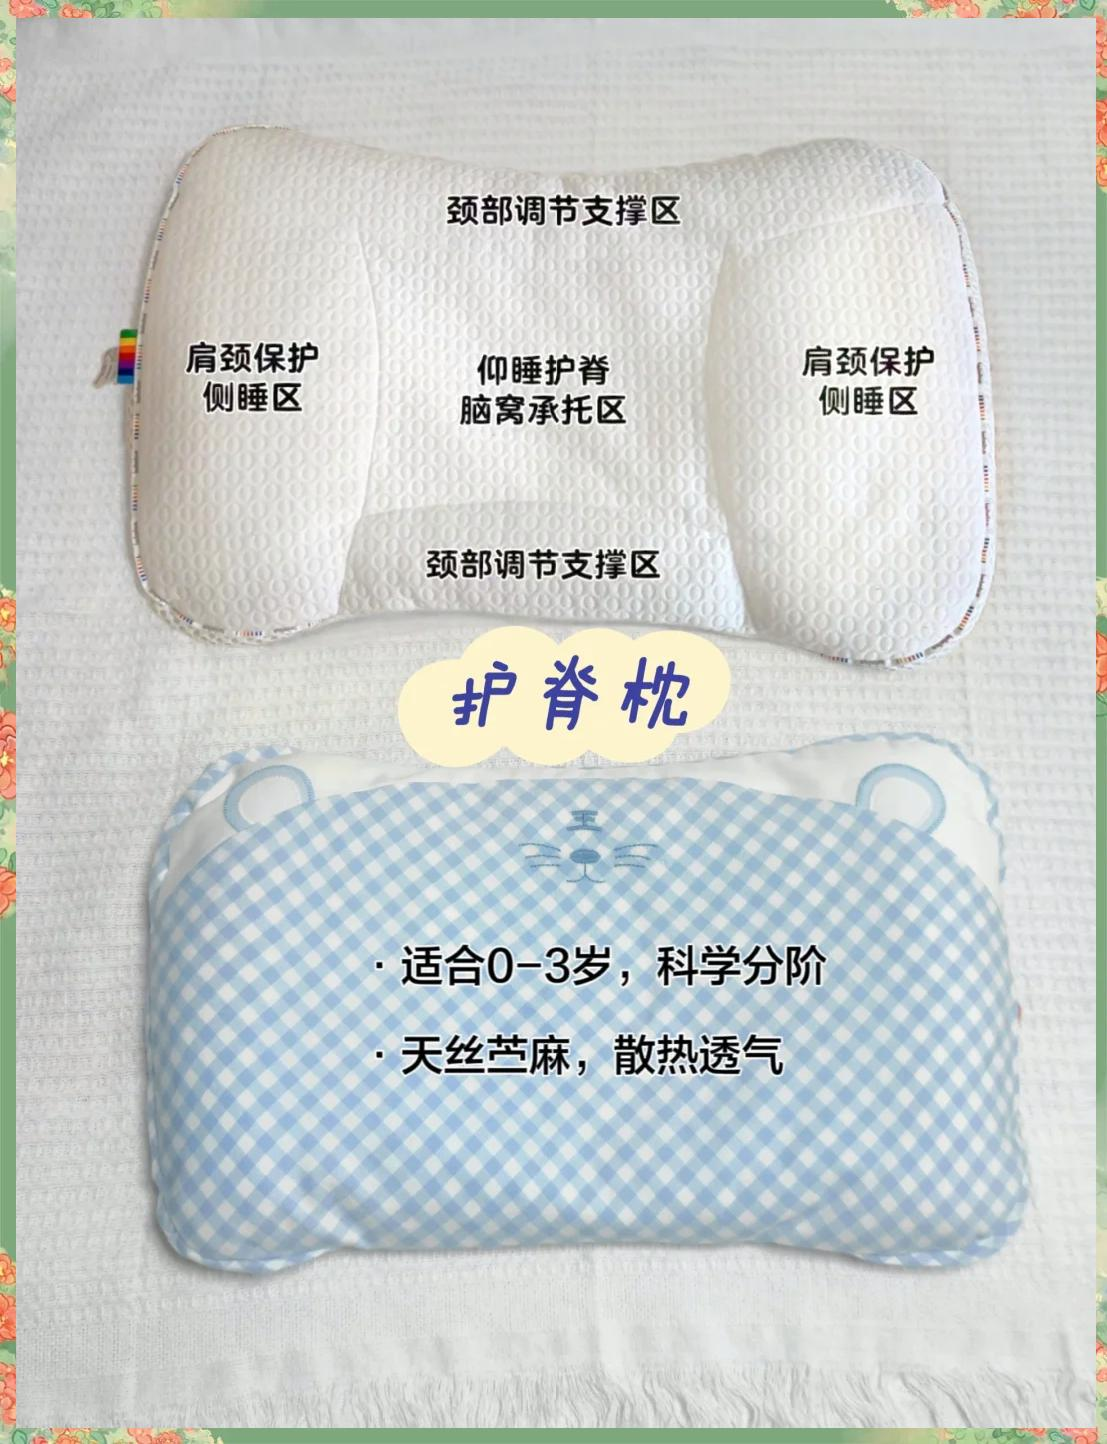 颈部调节支撑区
肩颈保护
侧睡区
仰睡护脊
脑窝承托区
肩颈保护
侧睡区
颈部调节支撑区
护脊枕
王
· 适合0-3岁，科学分阶
· 天丝苎麻，散热透气